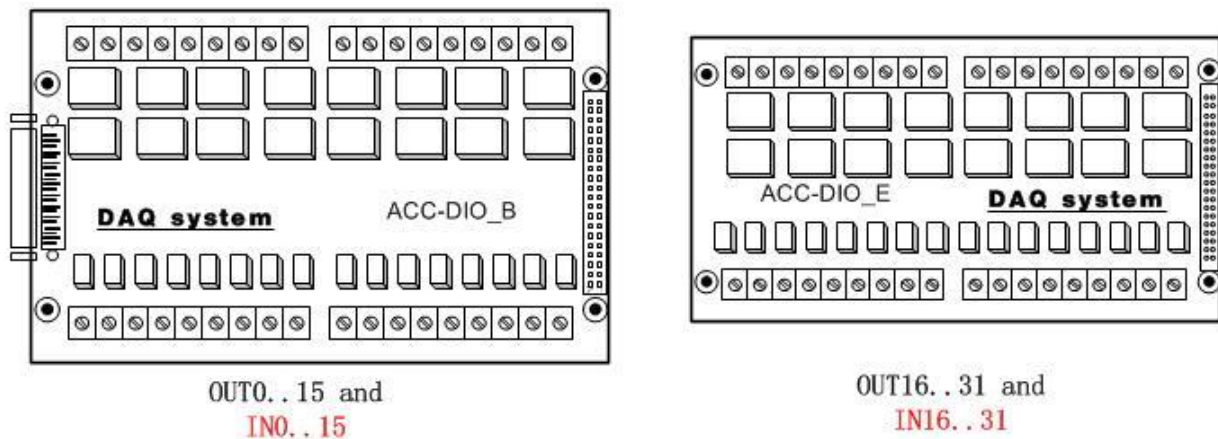 DAQ system
ACC-DIO_B
OUT0..15 and
IN0..15
ACC-DIO_E
DAQ system
OUT16..31 and
IN16..31